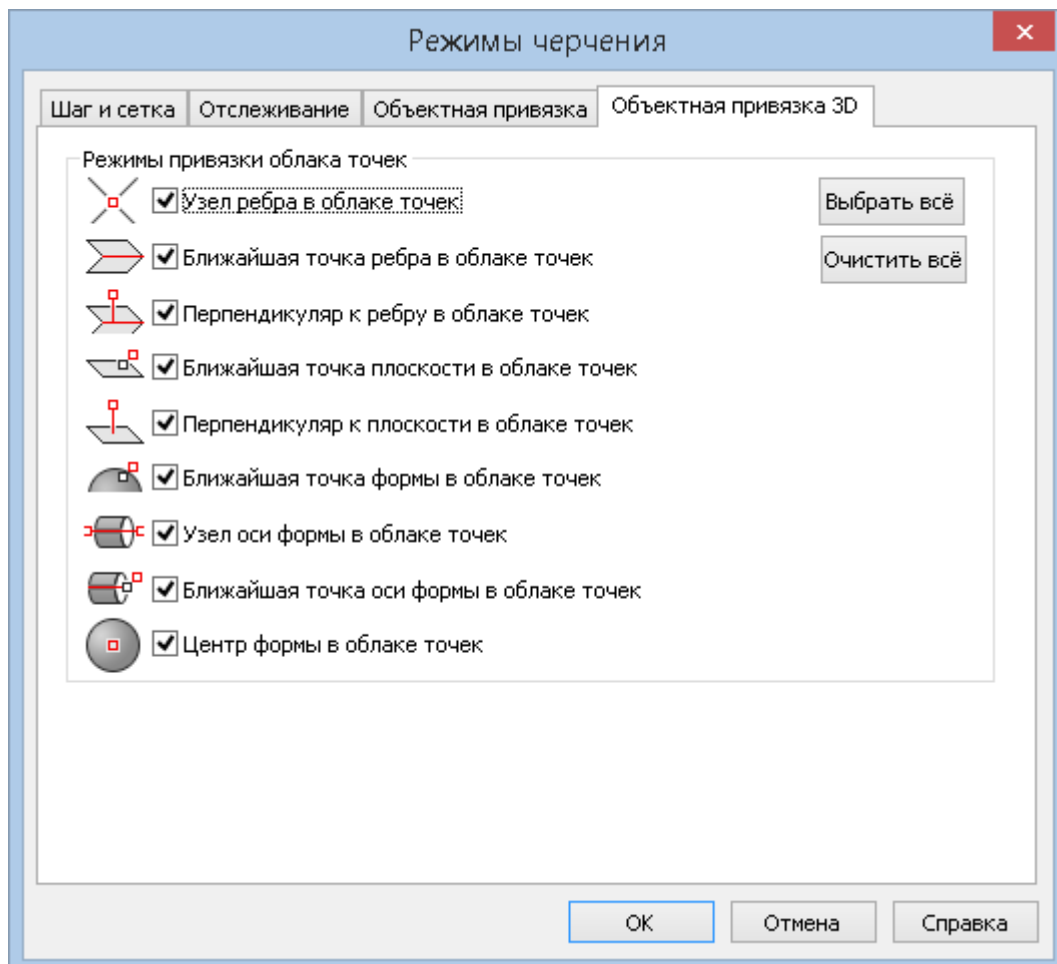 Режимы черчения
Шаг и сетка
Отслеживание
Объектная привязка
Объектная привязка 3D
Режимы привязки облака точек
Узел ребра в облаке точек
Выбрать всё
Ближайшая точка ребра в облаке точек
Очистить всё
Перпендикуляр к ребру в облаке точек
Ближайшая точка плоскости в облаке точек
Перпендикуляр к плоскости в облаке точек
Ближайшая точка формы в облаке точек
Узел оси формы в облаке точек
Ближайшая точка оси формы в облаке точек
Центр формы в облаке точек
ОК
Отмена
Справка